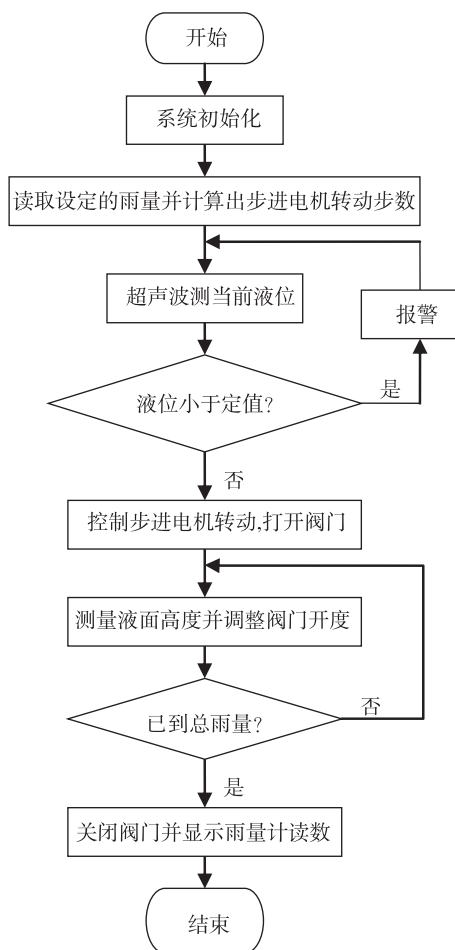 开始
系统初始化
读取设定的雨量并计算出步进电机转动步数
超声波测当前液位
报警
液位小于定值?
是
否
控制步进电机转动,打开阀门
测量液面高度并调整阀门开度
已到总雨量?
否
是
关闭阀门并显示雨量计读数
结束